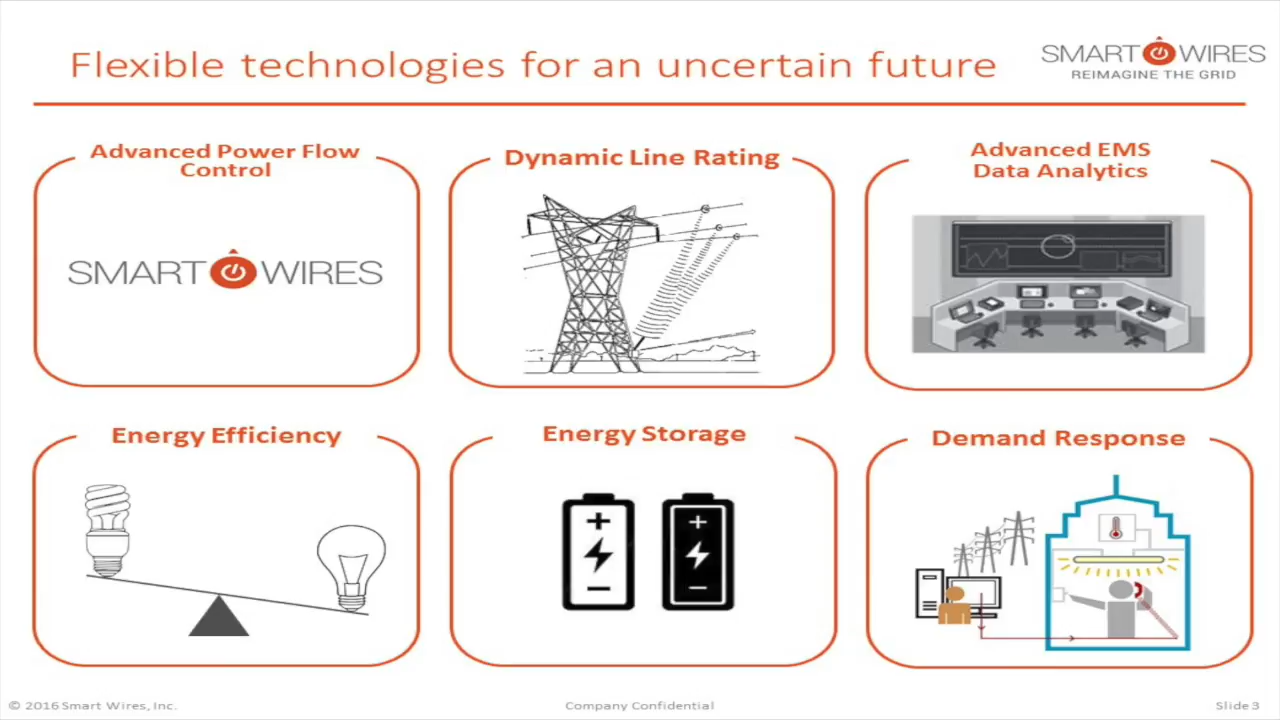 Flexible technologies for an uncertain future
SMART WIRES
REIMAGINE THE GRID
Advanced Power Flow
Control
SMART WIRES
Dynamic Line Rating
Advanced EMS
Data Analytics
Energy Efficiency
Energy Storage
Demand Response
© 2016 Smart Wires, Inc.
Company Confidential
Slide 3